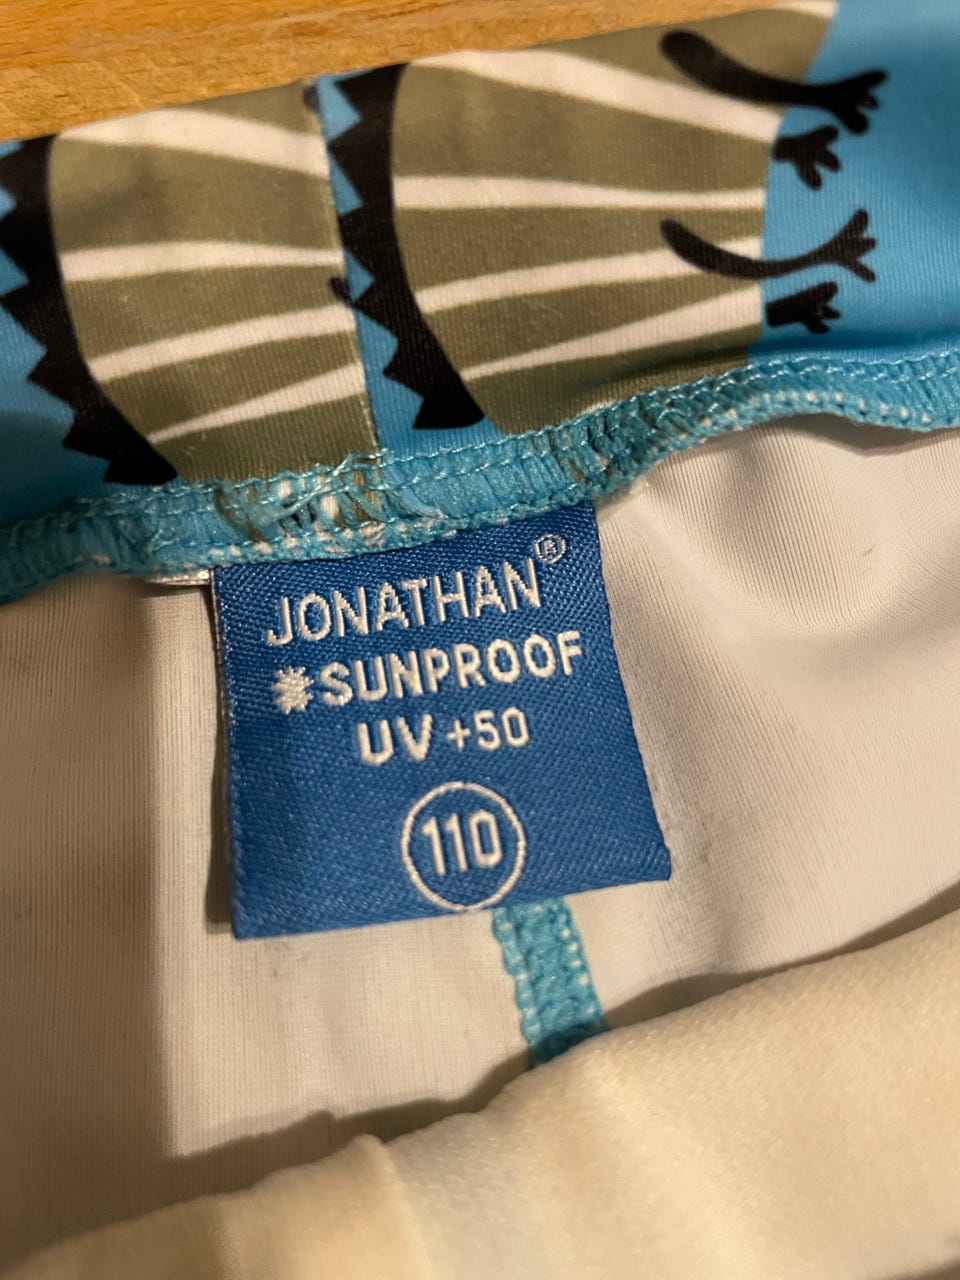 JONATHAN®
SUNPROOF
UV +50
110